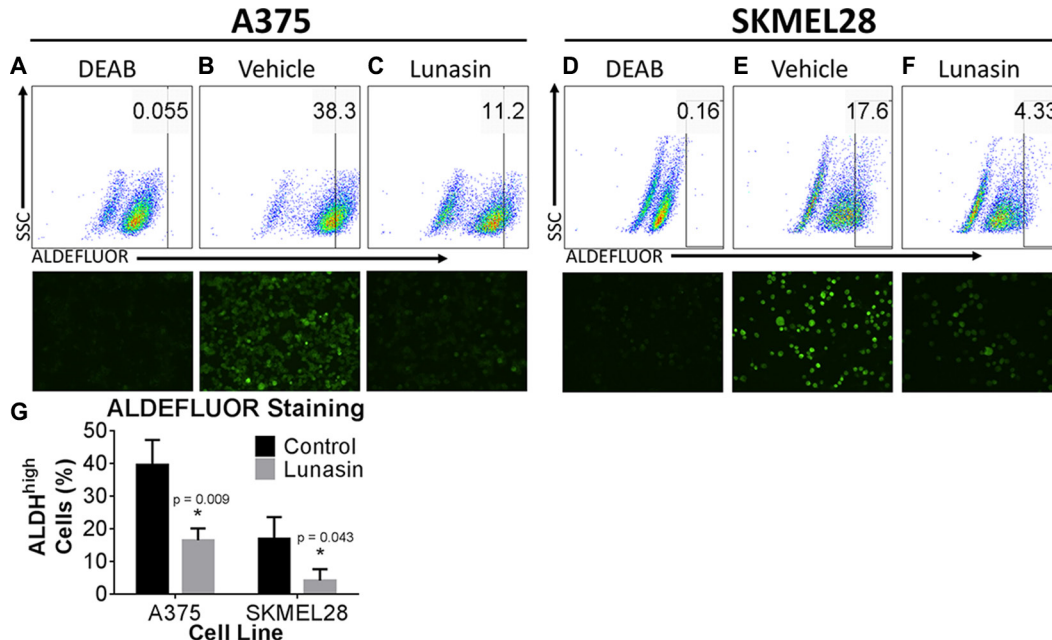 A375
SKMEL28
A DEAB
B Vehicle
C Lunasin
D DEAB
E Vehicle
F Lunasin
0.055
38.3
11.2
0.16
17.6
4.33
SSC
SSC
ALDEFLUOR
ALDEFLUOR
G
ALDEFLUOR Staining
50
40
30
20
10
0
ALDHhigh
Cells (%)
Control
Lunasin
p = 0.009
*
p = 0.043
*
A375
SKMEL28
Cell Line